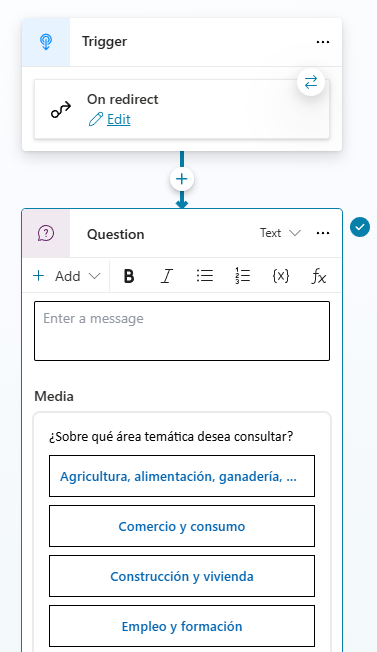 Trigger
On redirect
Edit
Question
Text
Add
B
I
{x}
fx
Enter a message
Media
¿Sobre qué área temática desea consultar?
Agricultura, alimentación, ganadería, ...
Comercio y consumo
Construcción y vivienda
Empleo y formación